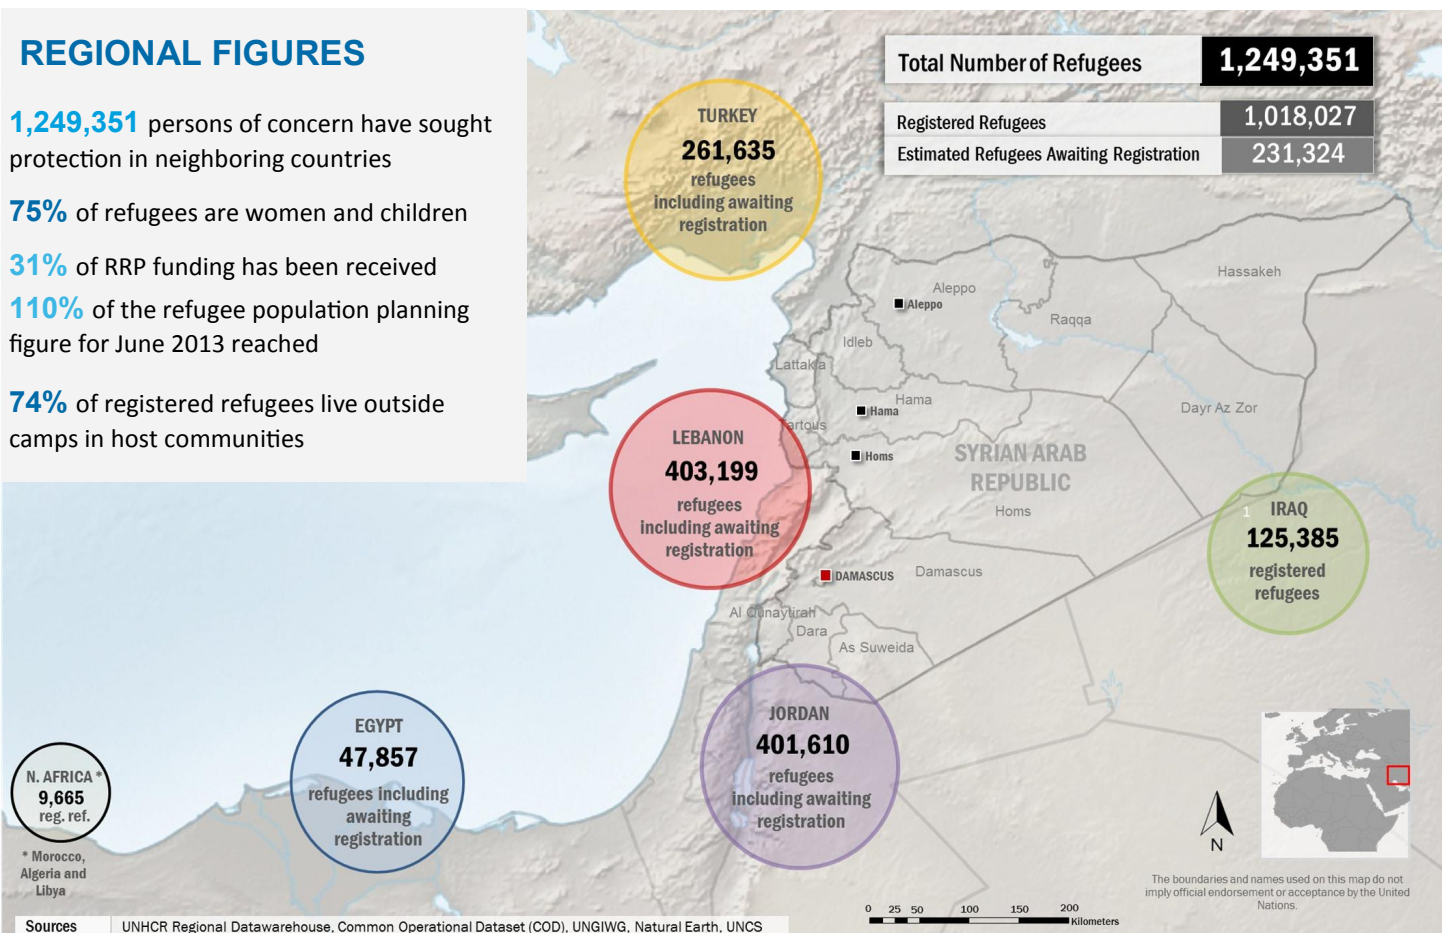 REGIONAL FIGURES
1,249,351 persons of concern have sought
protection in neighboring countries
75% of refugees are women and children
31% of RRP funding has been received
110% of the refugee population planning
figure for June 2013 reached
74% of registered refugees live outside
camps in host communities
Total Number of Refugees 1,249,351
Registered Refugees 1,018,027
Estimated Refugees Awaiting Registration 231,324
TURKEY
261,635
refugees
including awaiting
registration
LEBANON
403,199
refugees
including awaiting
registration
IRAQ
1
125,385
registered
refugees
JORDAN
401,610
refugees
including awaiting
registration
EGYPT
47,857
refugees including
awaiting
registration
N. AFRICA *
9,665
reg. ref.
* Morocco,
Algeria and
Libya
Aleppo
Aleppo
Hassakeh
Raqqa
Idleb
Lattakia
Hama
Hama
Dayr Az Zor
Tartous
Homs
SYRIAN ARAB
REPUBLIC
Homs
DAMASCUS
Damascus
Al Qunaytirah
Dara
As Suweida
N
The boundaries and names used on this map do not
imply official endorsement or acceptance by the United
Nations.
0 25 50 100 150 200
Kilometers
Sources UNHCR Regional Datawarehouse, Common Operational Dataset (COD), UNGIWG, Natural Earth, UNCS